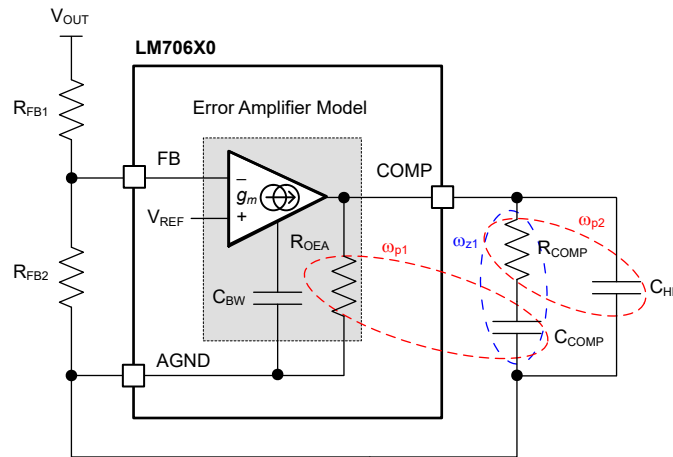 VOUT
LM706X0
RFB1
Error Amplifier Model
FB
COMP
gm
−
+
VREF
ROEA
ωp1
ωz1
ωp2
RCOMP
RFB2
CBW
CCOMP
AGND